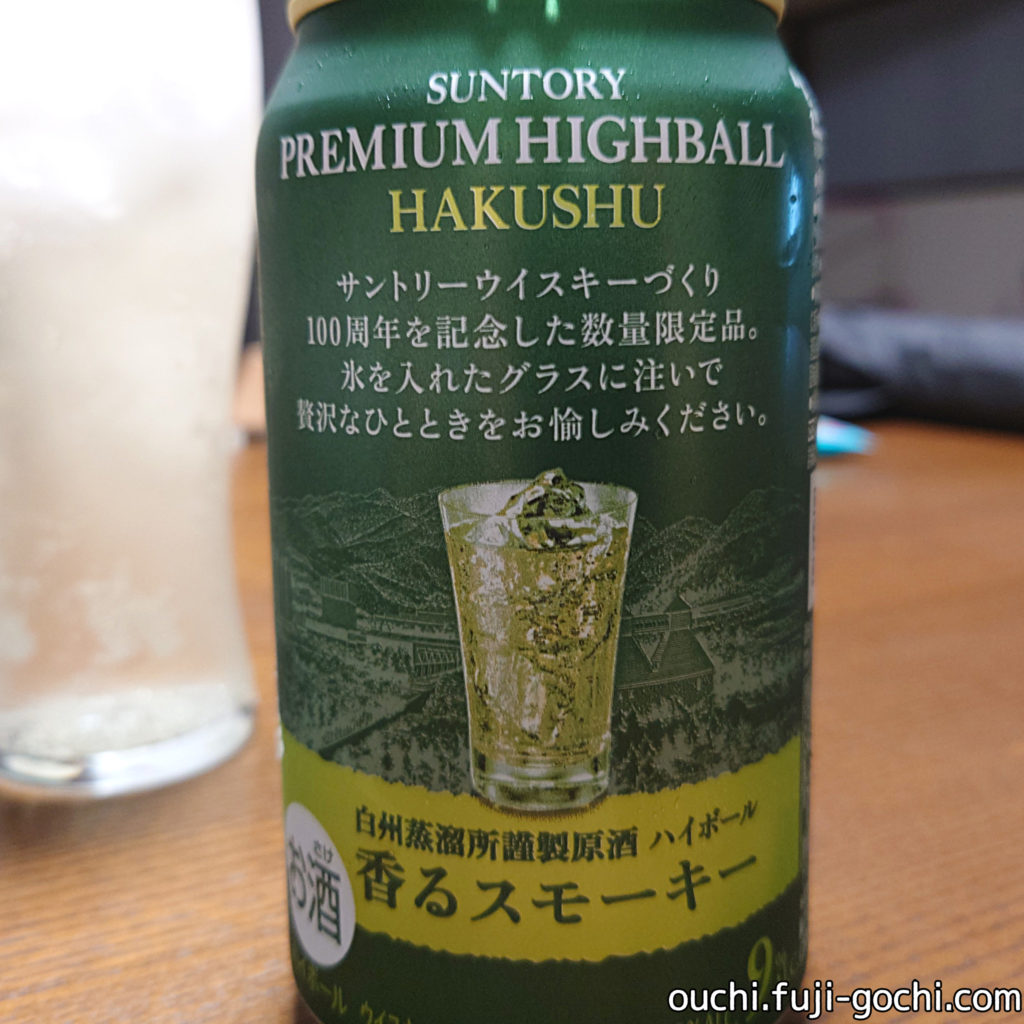 SUNTORY
PREMIUM HIGHBALL
HAKUSHU
サントリーウイスキーづくり
100周年を記念した数量限定品。
氷を入れたグラスに注いで
贅沢なひとときをお愉しみください。
白州蒸溜所謹製原酒 ハイボール
香るスモーキー
さけ
お酒
9%
ouchi.fuji-gochi.com